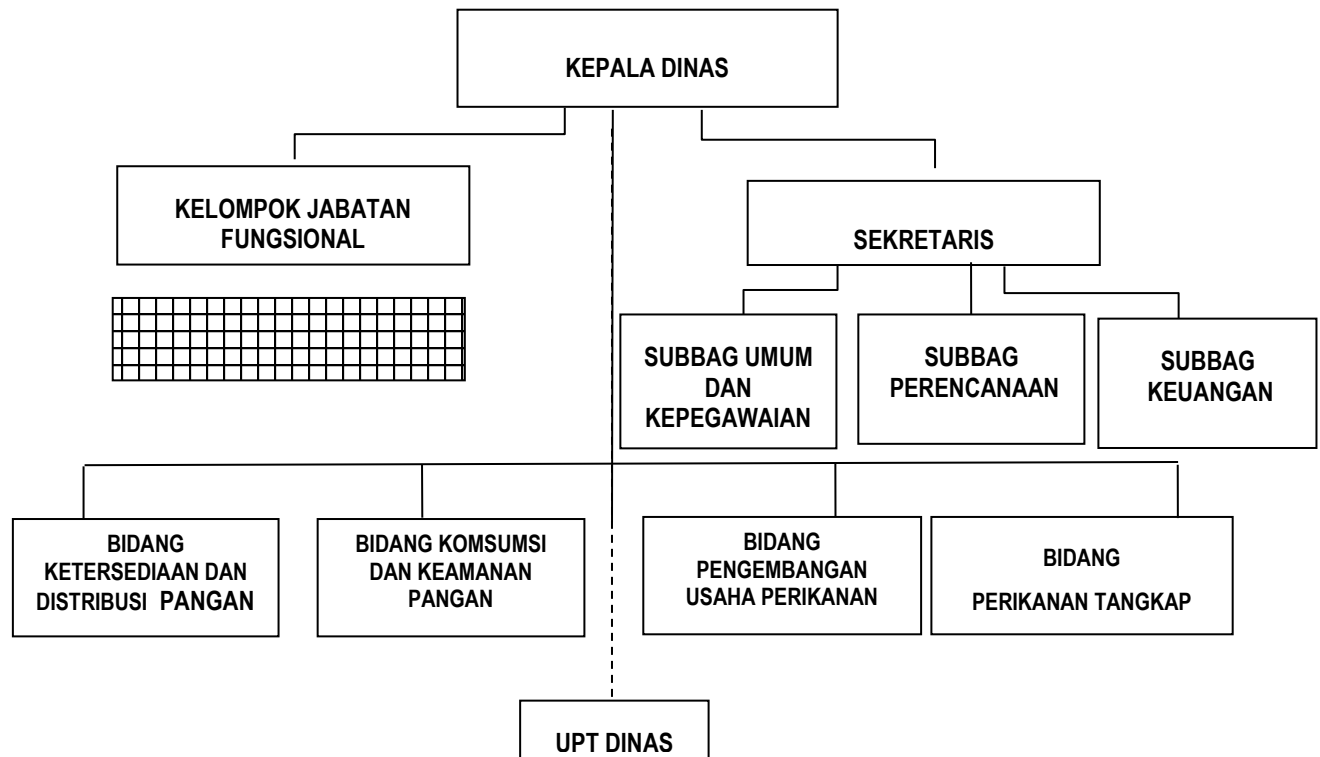 KEPALA DINAS
KELOMPOK JABATAN
FUNGSIONAL
SEKRETARIS
SUBBAG UMUM
DAN
KEPEGAWAIAN
SUBBAG
PERENCANAAN
SUBBAG
KEUANGAN
BIDANG
KETERSEDIAAN DAN
DISTRIBUSI PANGAN
BIDANG KOMSUMSI
DAN KEAMANAN
PANGAN
BIDANG
PENGEMBANGAN
USAHA PERIKANAN
BIDANG
PERIKANAN TANGKAP
UPT DINAS